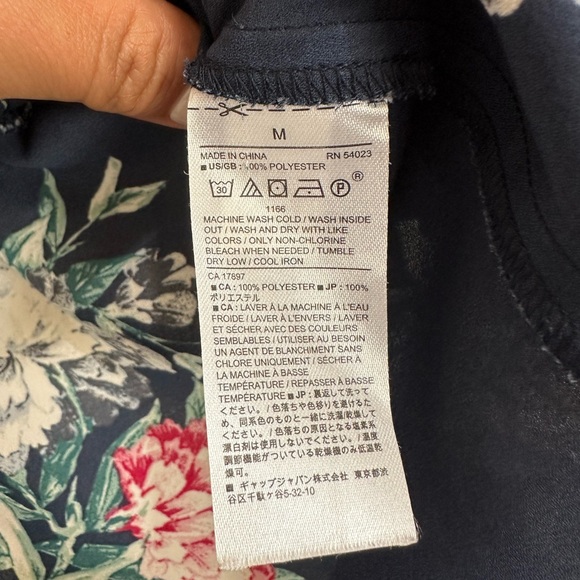 M
MADE IN CHINA RN 54023
■ US/GB : 100% POLYESTER
30 P ®
1166
MACHINE WASH COLD / WASH INSIDE
OUT / WASH AND DRY WITH LIKE
COLORS / ONLY NON-CHLORINE
BLEACH WHEN NEEDED / TUMBLE
DRY LOW / COOL IRON
CA 17897
■ CA : 100% POLYESTER ■ JP : 100%
ポリエステル
■ CA : LAVER À LA MACHINE À L'EAU
FROIDE / LAVER À L'ENVERS / LAVER
ET SÉCHER AVEC DES COULEURS
SEMBLABLES / UTILISER AU BESOIN
UN AGENT DE BLANCHIMENT SANS
CHLORE UNIQUEMENT / SÉCHER À
LA MACHINE À BASSE
TEMPÉRATURE / REPASSER À BASSE
TEMPÉRATURE ■ JP : 裏返して洗って
ください。/ 色落ちや色移りを避けるため、
同系色のものと一緒に洗濯/乾燥して
ください。/ 色落ちの原因となる塩素系
漂白剤は使用しないでください。/ 温度
調節機能がついている乾燥機のみ低温乾
燥可
■ ギャップジャパン株式会社 東京都渋
谷区千駄ヶ谷5-32-10